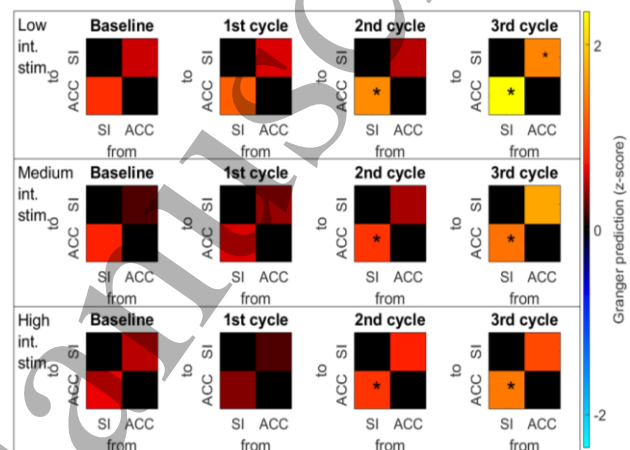 Low int. stim.
Baseline 1st cycle 2nd cycle 3rd cycle
to SI ACC to SI ACC to SI ACC * to SI ACC * *
SI ACC SI ACC SI ACC SI ACC
from from from from
Medium int. stim.
Baseline 1st cycle 2nd cycle 3rd cycle
to SI ACC to SI ACC to SI ACC * to SI ACC *
SI ACC SI ACC SI ACC SI ACC
from from from from
High int. stim.
Baseline 1st cycle 2nd cycle 3rd cycle
to SI ACC to SI ACC to SI ACC * to SI ACC *
SI ACC SI ACC SI ACC SI ACC
from from from from
2
0
-2
Granger prediction (z-score)